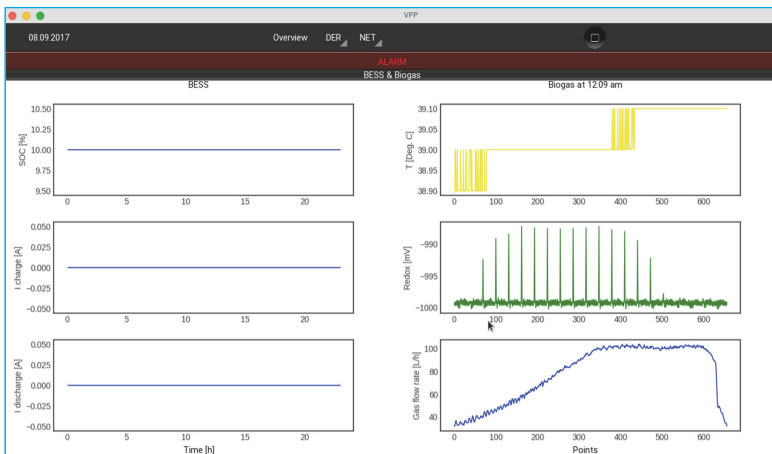 VPP
08.09.2017 Overview DER NET
ALARM
BESS & Biogas
BESS
10.50
10.25
10.00
9.75
9.50
SOC [%]
0 5 10 15 20
0.050
0.025
0.000
−0.025
−0.050
I charge [A]
0 5 10 15 20
0.050
0.025
0.000
−0.025
−0.050
I discharge [A]
0 5 10 15 20
Time [h]
Biogas at 12:09 am
39.10
39.05
39.00
38.95
38.90
T [Deg. C]
0 100 200 300 400 500 600
−990
−995
−1000
Redox [mV]
0 100 200 300 400 500 600
100
80
60
40
Gas flow rate [L/h]
0 100 200 300 400 500 600
Points